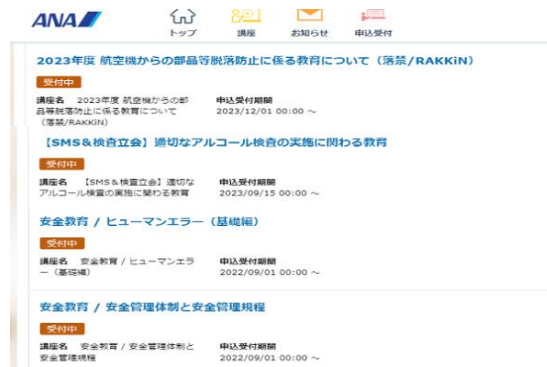 ANA
トップ 講座 お知らせ 申込受付
2023年度 航空機からの部品等脱落防止に係る教育について（落禁/RAKKiN）
受付中
講座名 2023年度 航空機からの部 申込受付期間
品等脱落防止に係る教育について 2023/12/01 00:00 ～
（落禁/RAKKiN）
【SMS＆検査立会】適切なアルコール検査の実施に関わる教育
受付中
講座名 【SMS＆検査立会】適切な 申込受付期間
アルコール検査の実施に関わる教育 2023/09/15 00:00 ～
安全教育 / ヒューマンエラー（基礎編）
受付中
講座名 安全教育 / ヒューマンエラ 申込受付期間
ー（基礎編） 2022/09/01 00:00 ～
安全教育 / 安全管理体制と安全管理規程
受付中
講座名 安全教育 / 安全管理体制と 申込受付期間
安全管理規程 2022/09/01 00:00 ～